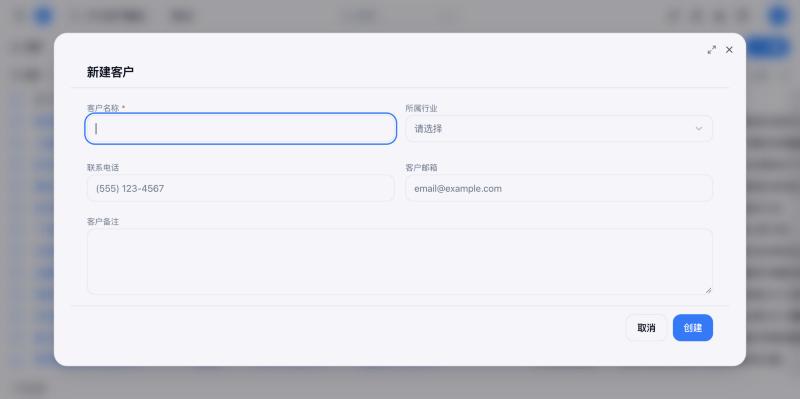 新建客户
客户名称 *
所属行业
请选择
联系电话
客户邮箱
(555) 123-4567
email@example.com
客户备注
取消
创建